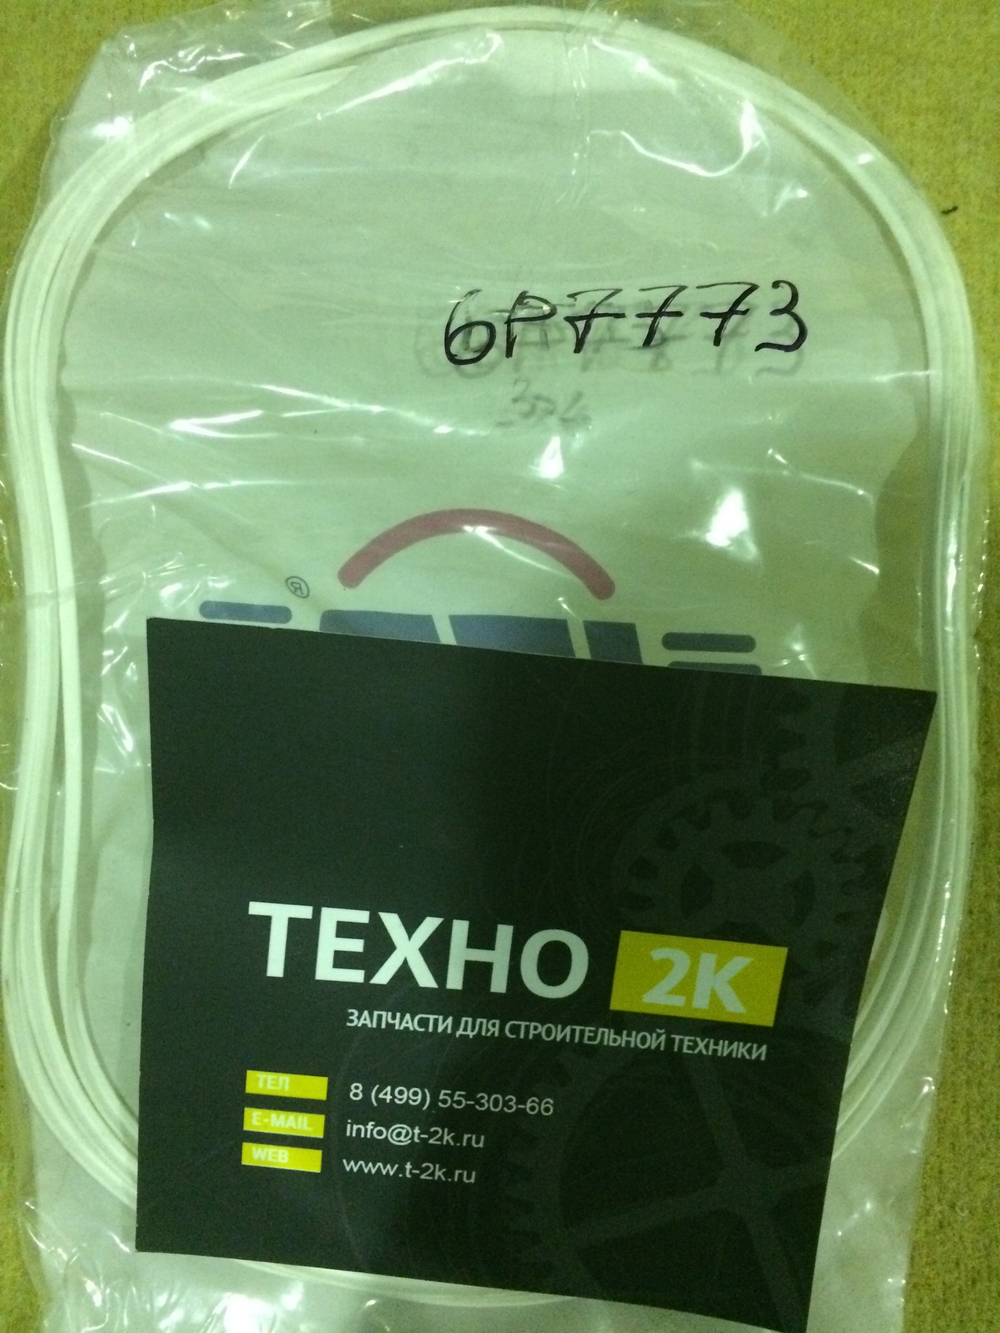 6P7773
®
ТЕХНО 2К
ЗАПЧАСТИ ДЛЯ СТРОИТЕЛЬНОЙ ТЕХНИКИ
ТЕЛ 8 (499) 55-303-66
E-MAIL info@t-2k.ru
WEB www.t-2k.ru